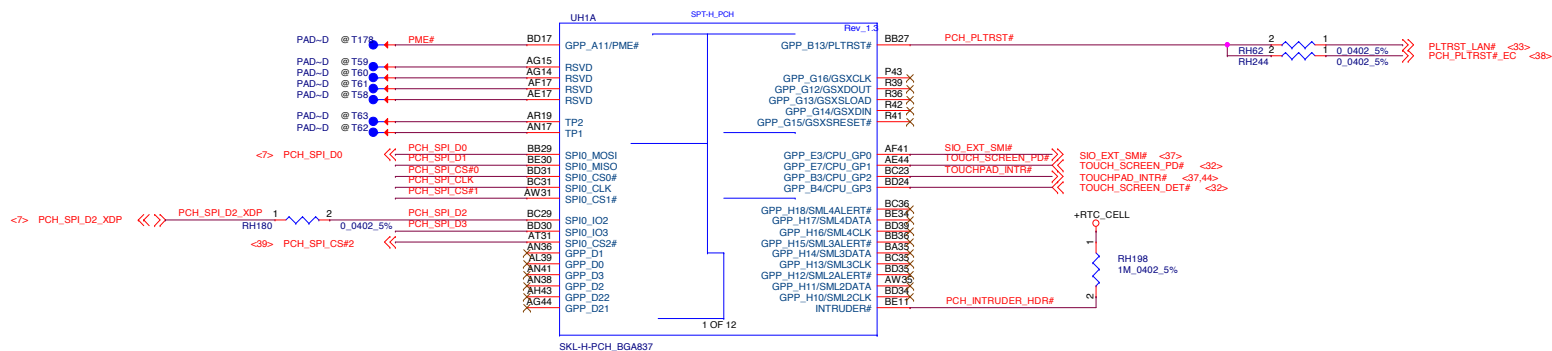 UH1A
SPT-H_PCH
Rev_1.3
PAD~D @ T178 PME# BD17 GPP_A11/PME#
PAD~D @ T59 AG15 RSVD
PAD~D @ T60 AG14 RSVD
PAD~D @ T61 AF17 RSVD
PAD~D @ T58 AE17 RSVD
PAD~D @ T63 AR19 TP2
PAD~D @ T62 AN17 TP1
<7> PCH_SPI_D0 PCH_SPI_D0 BB29 SPI0_MOSI
PCH_SPI_D1 BE30 SPI0_MISO
PCH_SPI_CS#0 BD31 SPI0_CS0#
PCH_SPI_CLK BC31 SPI0_CLK
PCH_SPI_CS#1 AW31 SPI0_CS1#
<7> PCH_SPI_D2_XDP PCH_SPI_D2_XDP 1 2 PCH_SPI_D2 BC29 SPI0_IO2
RH180 0_0402_5% PCH_SPI_D3 BD30 SPI0_IO3
<39> PCH_SPI_CS#2 AT31 SPI0_CS2#
AN36 GPP_D1
AL39 GPP_D0
AN41 GPP_D3
AN38 GPP_D2
AH43 GPP_D22
AG44 GPP_D21
GPP_B13/PLTRST# BB27 PCH_PLTRST# 2 1 PLTRST_LAN# <33>
RH62 0_0402_5%
2 1 PCH_PLTRST#_EC <38>
RH244 0_0402_5%
GPP_G16/GSXCLK P43
GPP_G12/GSXDOUT R39
GPP_G13/GSXSLOAD R36
GPP_G14/GSXDIN R42
GPP_G15/GSXSRESET# R41
GPP_E3/CPU_GP0 AF41 SIO_EXT_SMI# SIO_EXT_SMI# <37>
GPP_E7/CPU_GP1 AE44 TOUCH_SCREEN_PD# TOUCH_SCREEN_PD# <32>
GPP_B3/CPU_GP2 BC23 TOUCHPAD_INTR# TOUCHPAD_INTR# <37,44>
GPP_B4/CPU_GP3 BD24 TOUCH_SCREEN_DET# <32>
GPP_H18/SML4ALERT# BC36
GPP_H17/SML4DATA BE34
GPP_H16/SML4CLK BD39
GPP_H15/SML3ALERT# BB36
GPP_H14/SML3DATA BA35
GPP_H13/SML3CLK BC35
GPP_H12/SML2ALERT# BD35
GPP_H11/SML2DATA AW35
GPP_H10/SML2CLK BD34
INTRUDER# BE11 PCH_INTRUDER_HDR#
+RTC_CELL
1
RH198
1M_0402_5%
2
1 OF 12
SKL-H-PCH_BGA837